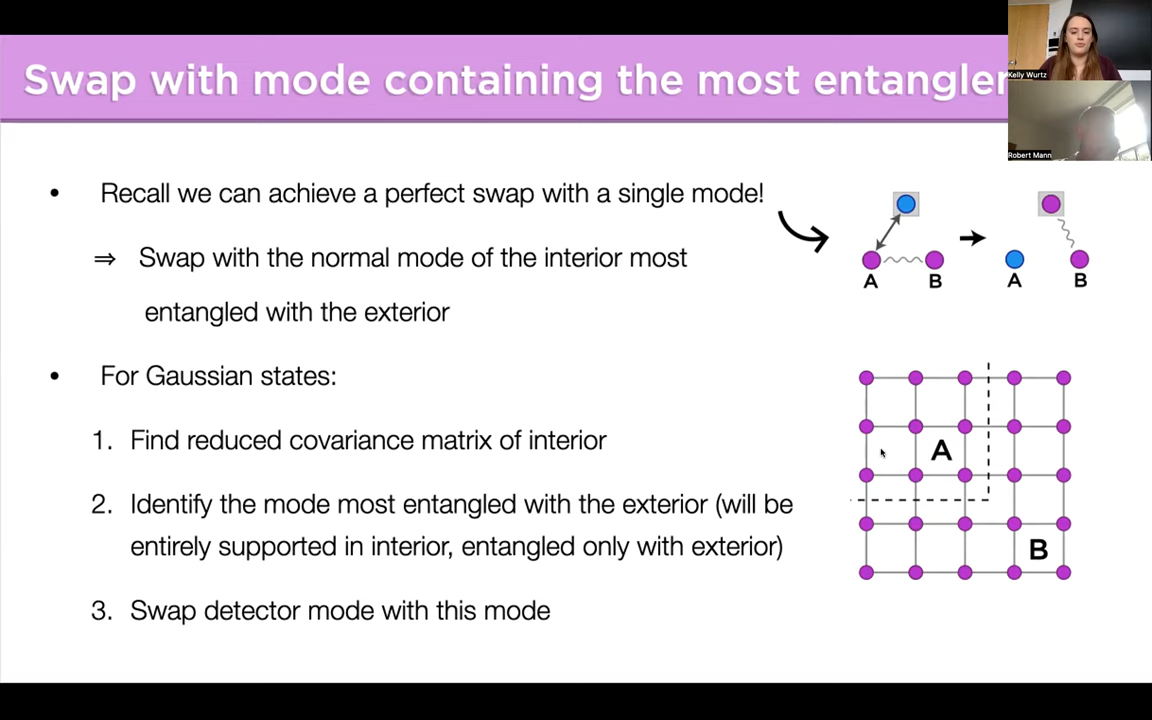 Swap with mode containing the most entangle
Kelly Wurtz
Robert Mann
• Recall we can achieve a perfect swap with a single mode!
⇒ Swap with the normal mode of the interior most
entangled with the exterior
A B A B
• For Gaussian states:
1. Find reduced covariance matrix of interior
2. Identify the mode most entangled with the exterior (will be
entirely supported in interior, entangled only with exterior)
3. Swap detector mode with this mode
A
B